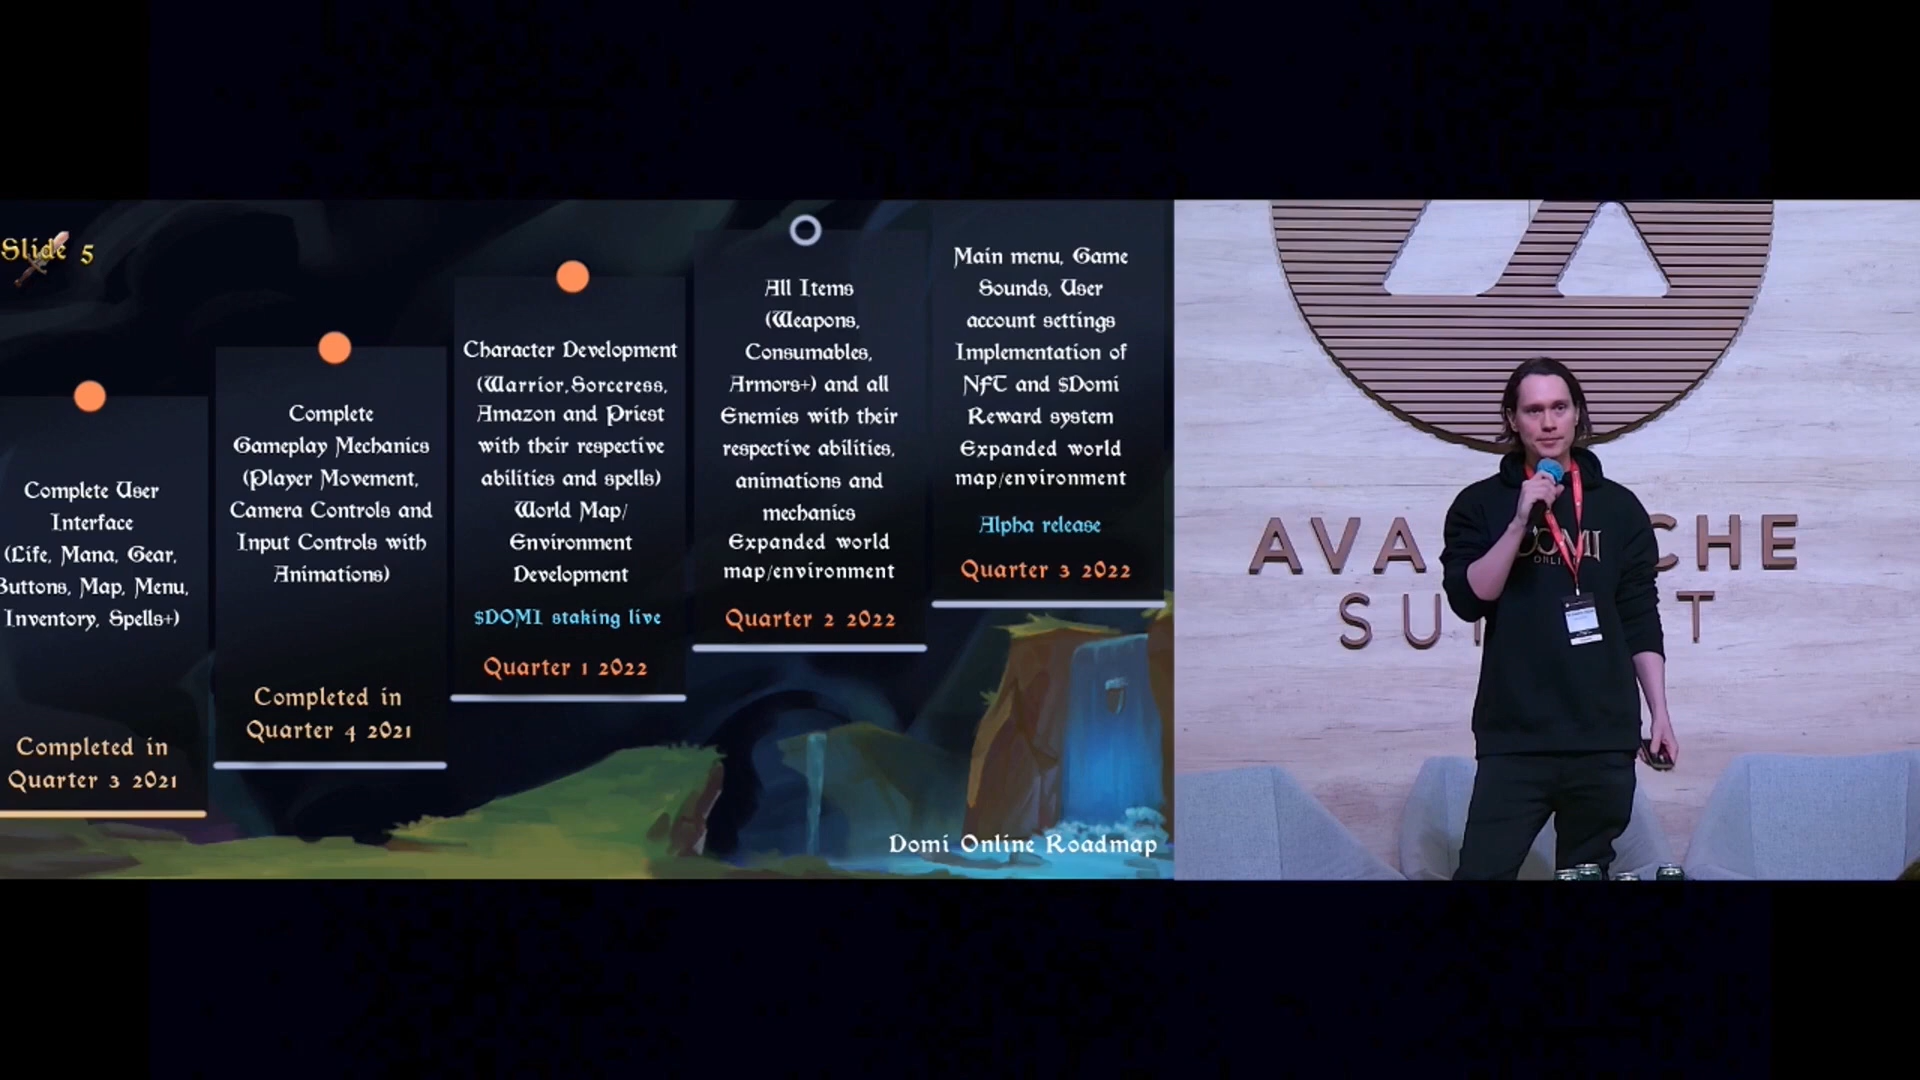 Slide 5
Complete User
Interface
(Life, Mana, Gear,
Buttons, Map, Menu,
Inventory, Spells+)
Completed in
Quarter 3 2021
Complete
Gameplay Mechanics
(Player Movement,
Camera Controls and
Input Controls with
Animations)
Completed in
Quarter 4 2021
Character Development
(Warrior,Sorceress,
Amazon and Priest
with their respective
abilities and spells)
World Map/
Environment
Development
$DOMI staking live
Quarter 1 2022
All Items
(Weapons,
Consumables,
Armors+) and all
Enemies with their
respective abilities,
animations and
mechanics
Expanded world
map/environment
Quarter 2 2022
Main menu, Game
Sounds, User
account settings
Implementation of
NFT and $Domi
Reward system
Expanded world
map/environment
Alpha release
Quarter 3 2022
Domi Online Roadmap
AVA CHE
SU T
DOMI